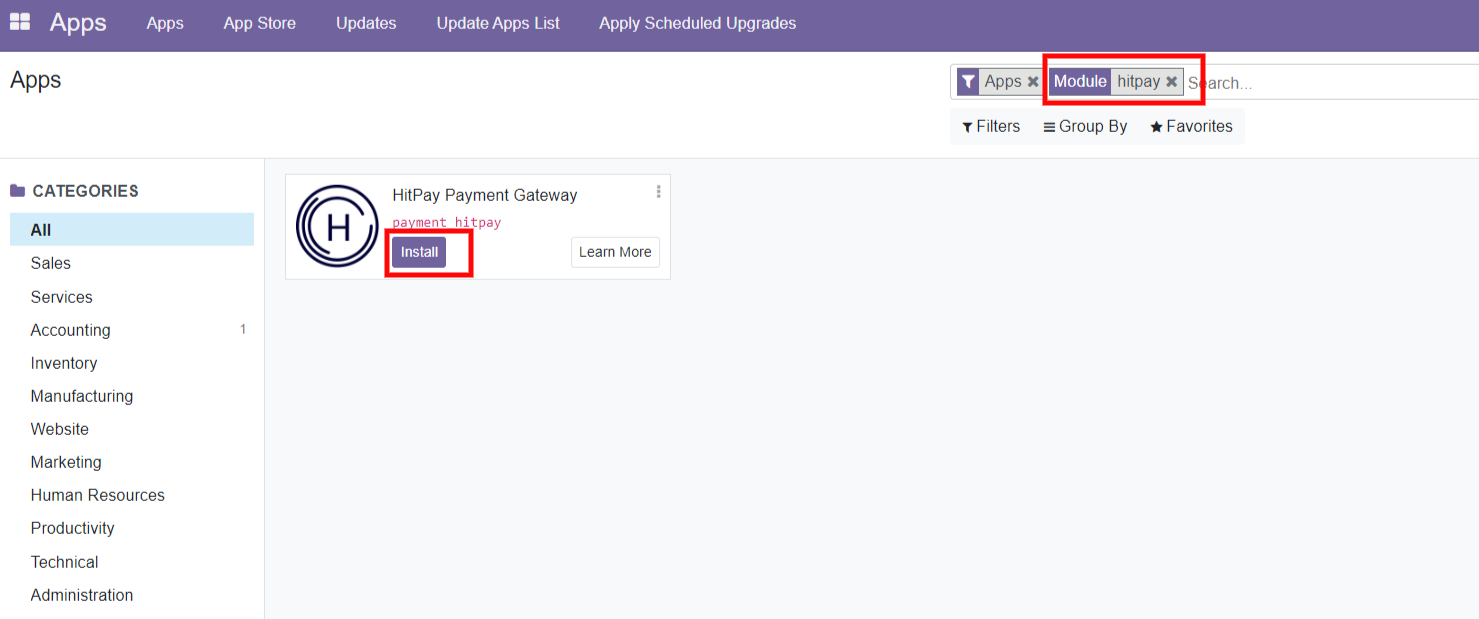 Apps Apps App Store Updates Update Apps List Apply Scheduled Upgrades
Apps
Apps Module hitpay Search...
Filters Group By Favorites
CATEGORIES
All
Sales
Services
Accounting 1
Inventory
Manufacturing
Website
Marketing
Human Resources
Productivity
Technical
Administration
H
HitPay Payment Gateway
payment_hitpay
Install Learn More